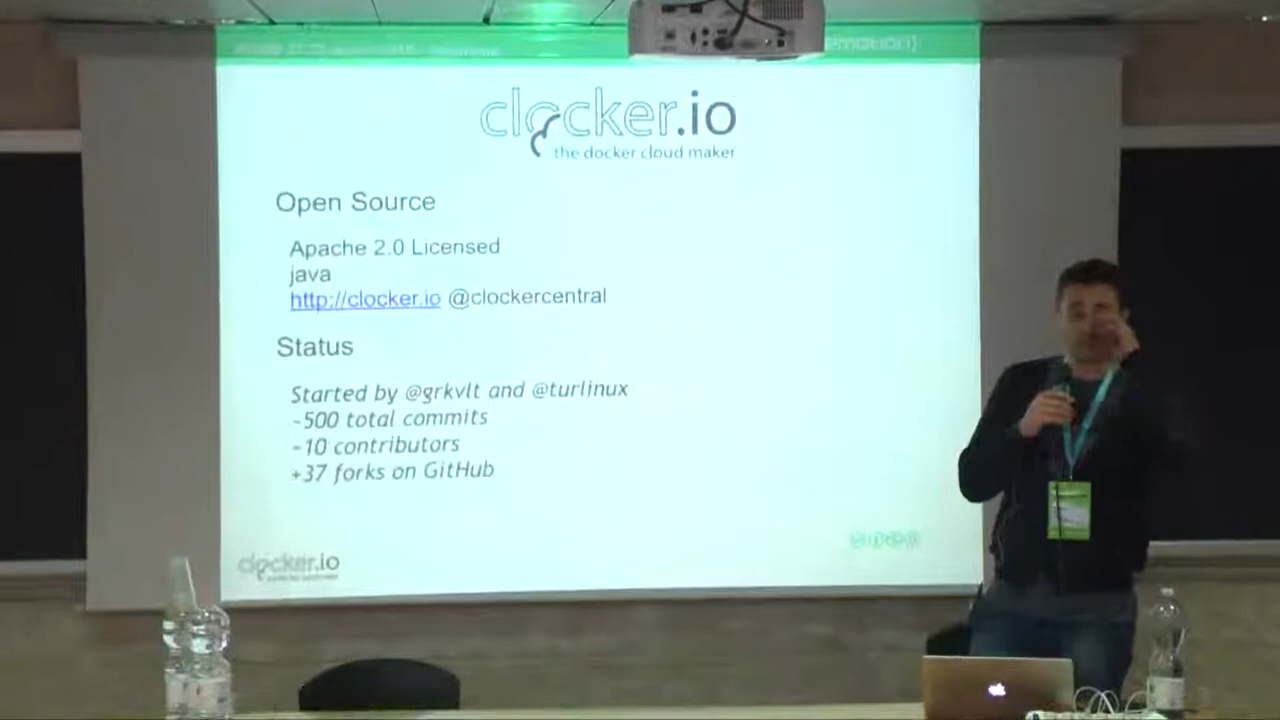 emotion)
clocker.io
the docker cloud maker
Open Source
Apache 2.0 Licensed
java
http://clocker.io @clockercentral
Status
Started by @grkvlt and @turlinux
~500 total commits
~10 contributors
+37 forks on GitHub
clocker.io